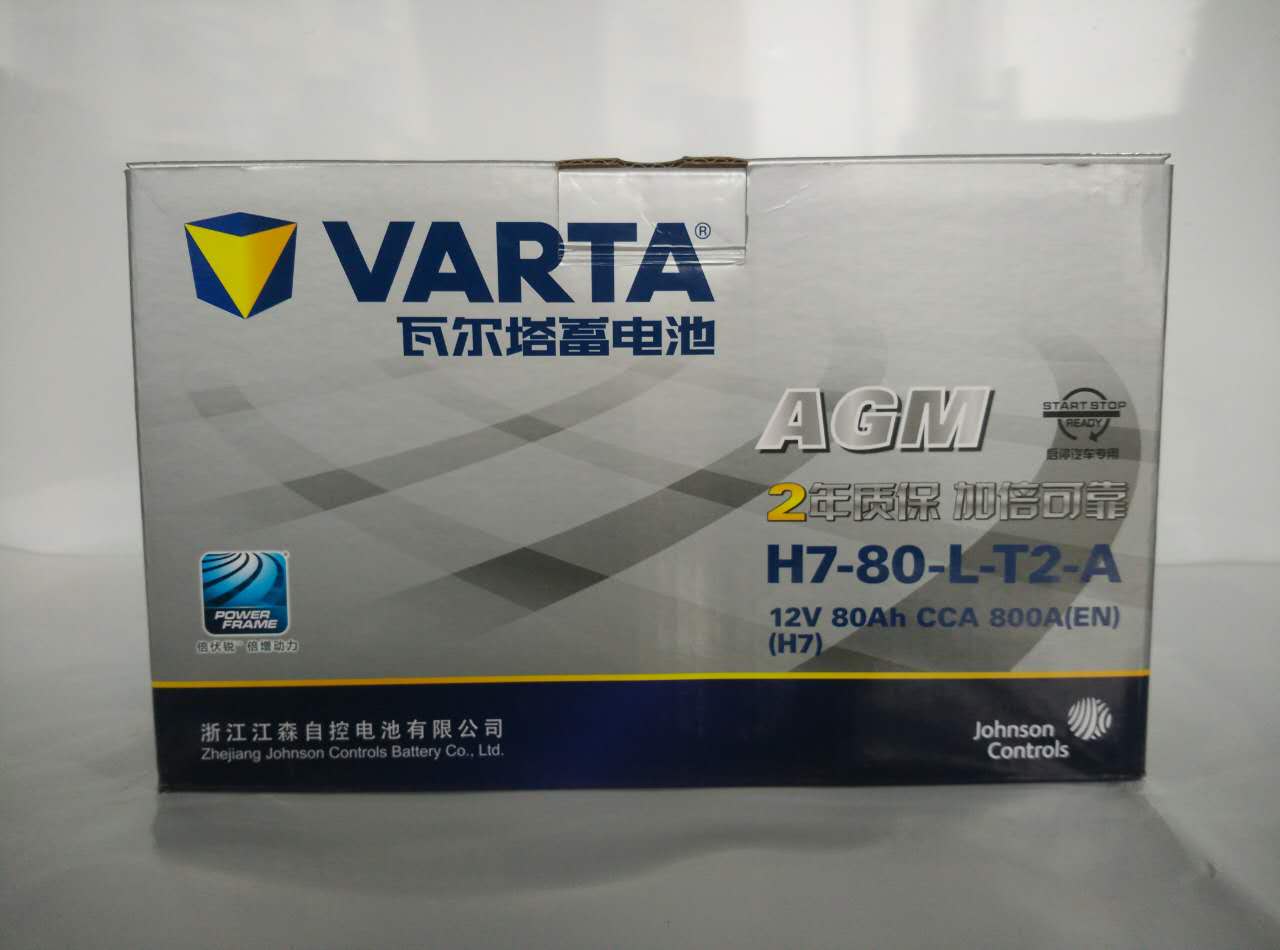 VARTA®
瓦尔塔蓄电池
AGM
START STOP
READY
启停汽车专用
2年质保 加倍可靠
H7-80-L-T2-A
12V 80Ah CCA 800A(EN)
(H7)
POWER
FRAME
倍伏锐™ 倍增动力
浙江江森自控电池有限公司
Zhejiang Johnson Controls Battery Co., Ltd.
Johnson
Controls